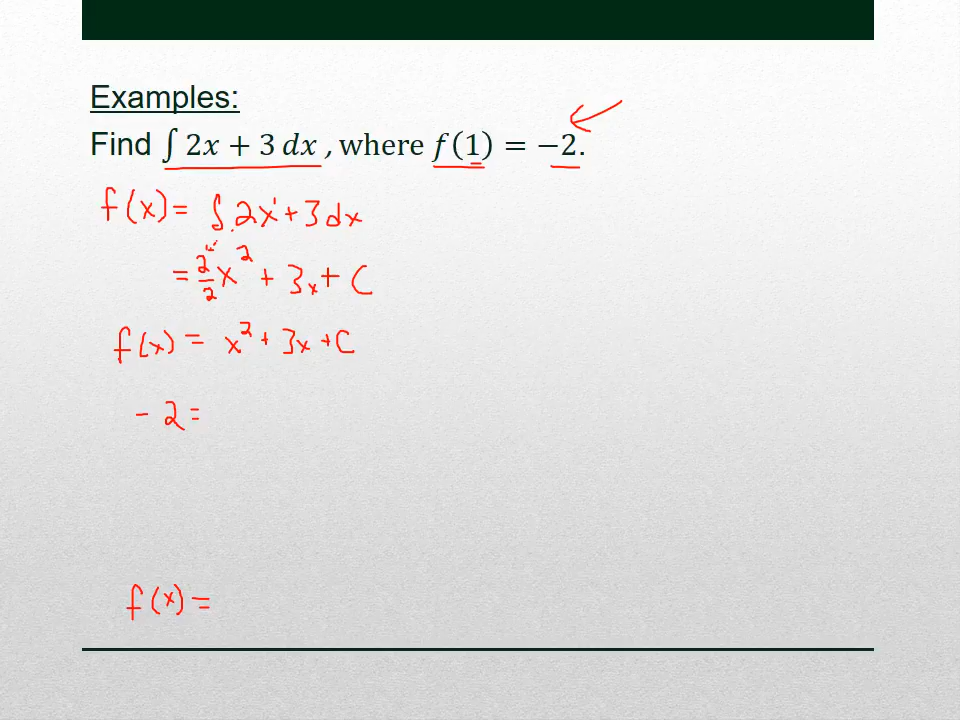 Examples:
Find ∫ 2x + 3 dx , where f(1) = −2.
f(x) = ∫ 2x¹ + 3 dx
= 2/2 x² + 3x + C
f(x) = x² + 3x + C
- 2 =
f(x) =